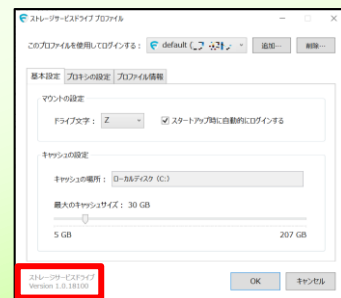 ストレージサービスドライブ プロファイル
このプロファイルを使用してログインする： default (
追加... 削除...
基本設定 プロキシの設定 プロファイル情報
マウントの設定
ドライブ文字： Z スタートアップ時に自動的にログインする
キャッシュの設定
キャッシュの場所： ローカルディスク (C:)
最大のキャッシュサイズ： 30 GB
5 GB 207 GB
ストレージサービスドライブ
Version 1.0.18100
OK キャンセル